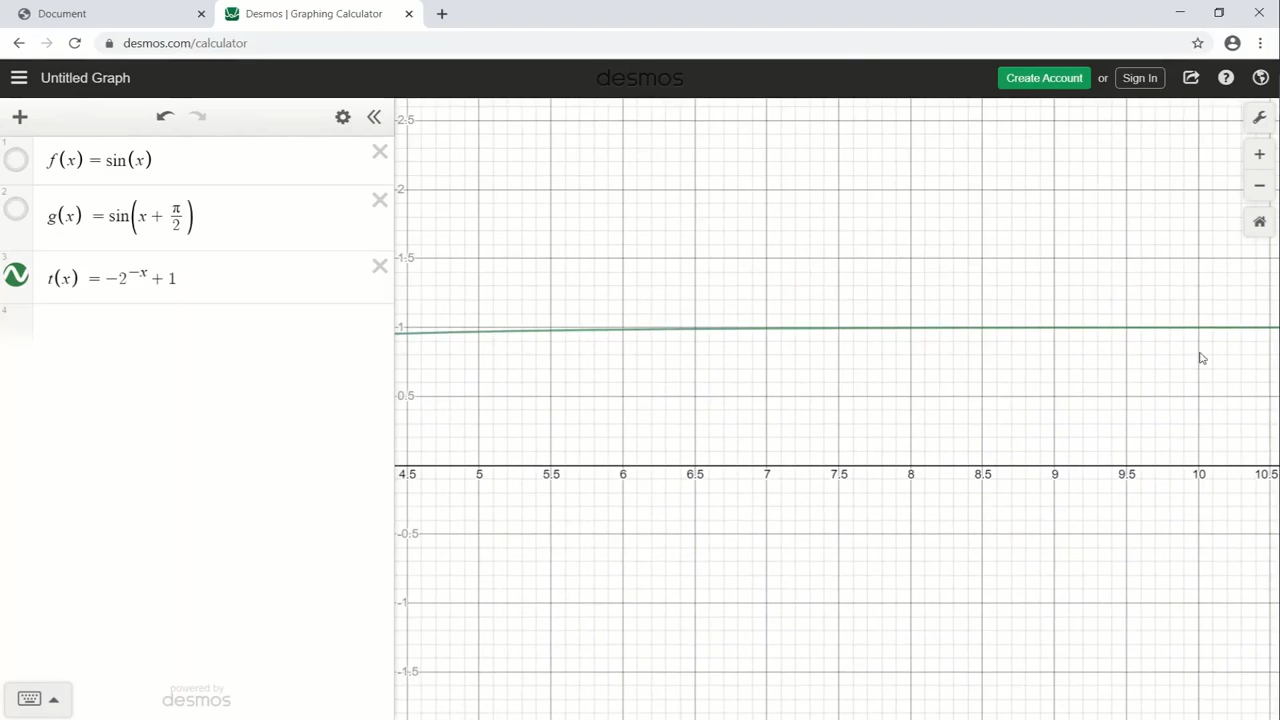 Document
Desmos | Graphing Calculator
desmos.com/calculator
Untitled Graph
desmos
Create Account or Sign In
1
f(x) = sin(x)
2
g(x) = sin(x + π/2)
3
t(x) = −2^−x + 1
4
2.5
2
1.5
1
0.5
4.5 5 5.5 6 6.5 7 7.5 8 8.5 9 9.5 10 10.5
-0.5
-1
-1.5
powered by
desmos